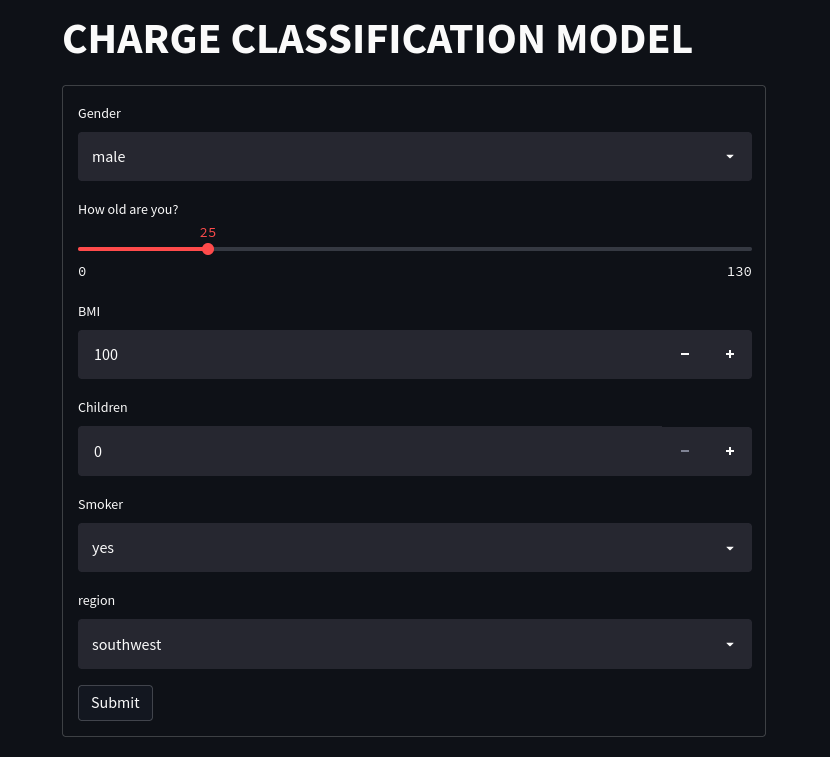 CHARGE CLASSIFICATION MODEL
Gender
male
How old are you?
25
0 130
BMI
100 − +
Children
0 − +
Smoker
yes
region
southwest
Submit